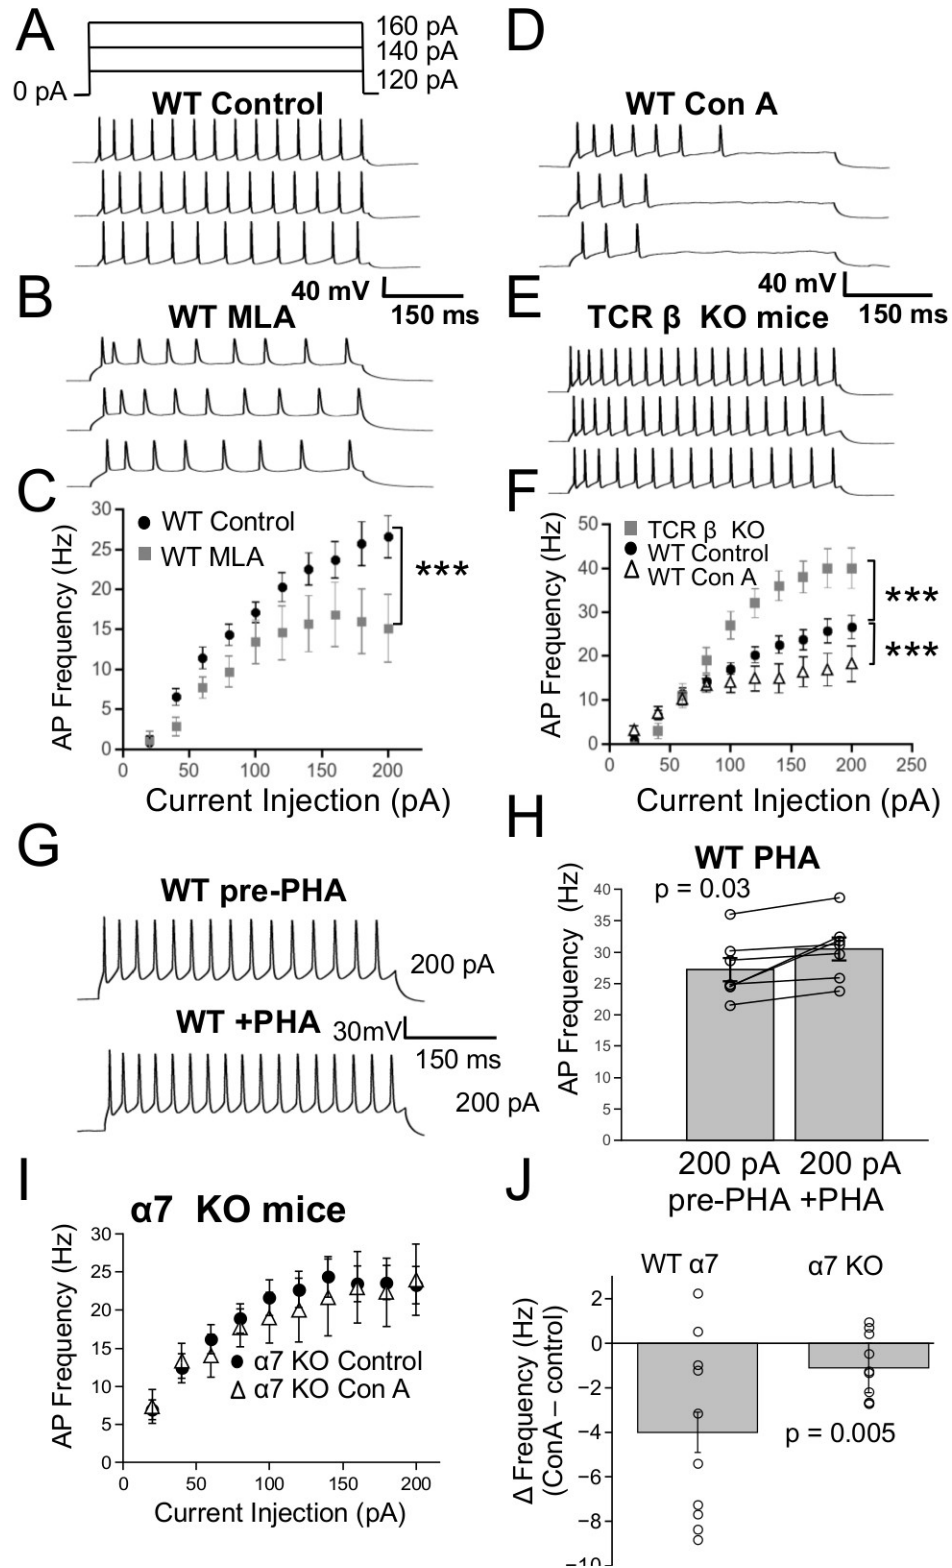 A
160 pA
140 pA
120 pA
0 pA
WT Control
40 mV
150 ms
D
WT Con A
40 mV
150 ms
B
WT MLA
E
TCR β KO mice
C
AP Frequency (Hz)
30
25
20
15
10
5
0
WT Control
WT MLA
***
0
50
100
150
200
Current Injection (pA)
F
AP Frequency (Hz)
50
40
30
20
10
0
TCR β KO
WT Control
WT Con A
***
***
0
50
100
150
200
250
Current Injection (pA)
G
WT pre-PHA
200 pA
WT +PHA
30mV
150 ms
200 pA
H
WT PHA
p = 0.03
AP Frequency (Hz)
40
35
30
25
20
15
10
5
0
200 pA 200 pA
pre-PHA +PHA
I
α7 KO mice
AP Frequency (Hz)
30
25
20
15
10
5
0
α7 KO Control
α7 KO Con A
0
50
100
150
200
Current Injection (pA)
J
WT α7
α7 KO
Δ Frequency (Hz)
(ConA – control)
2
0
−2
−4
−6
−8
−10
p = 0.005